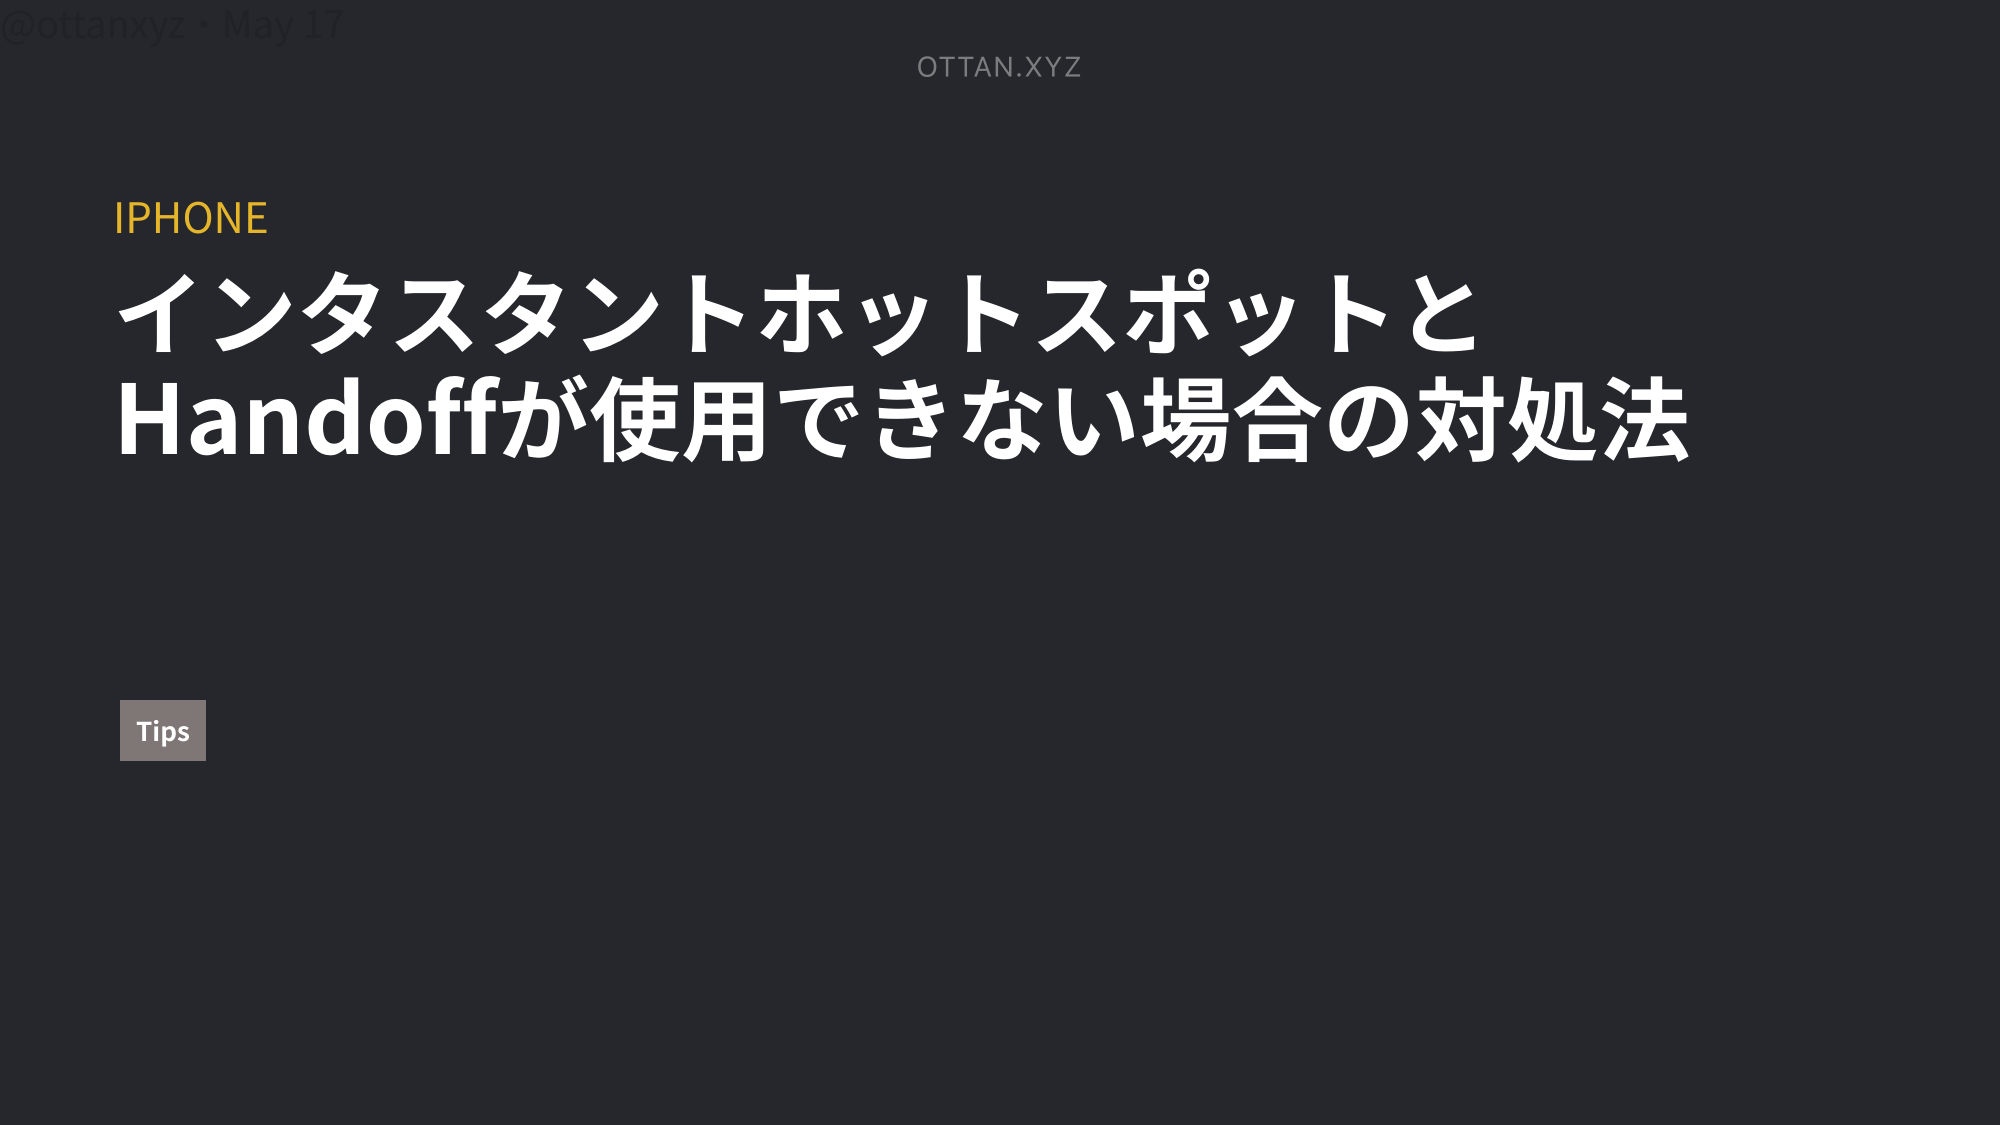 @ottanxyz・May 17
OTTAN.XYZ
IPHONE
インタスタントホットスポットと
Handoffが使用できない場合の対処法
Tips